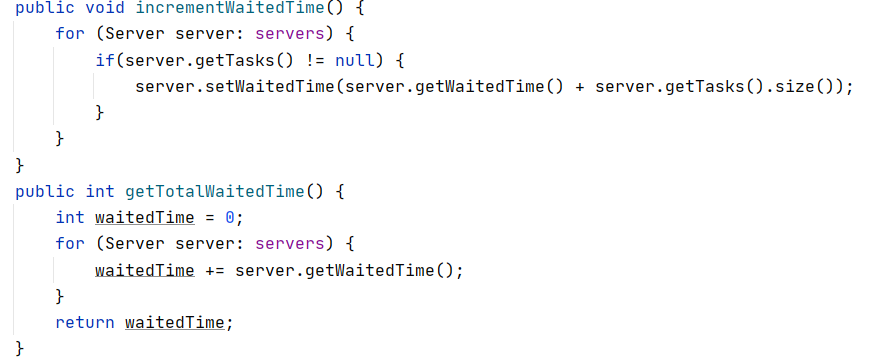 public void incrementWaitedTime() {
    for (Server server: servers) {
        if(server.getTasks() != null) {
            server.setWaitedTime(server.getWaitedTime() + server.getTasks().size());
        }
    }
}
public int getTotalWaitedTime() {
    int waitedTime = 0;
    for (Server server: servers) {
        waitedTime += server.getWaitedTime();
    }
    return waitedTime;
}